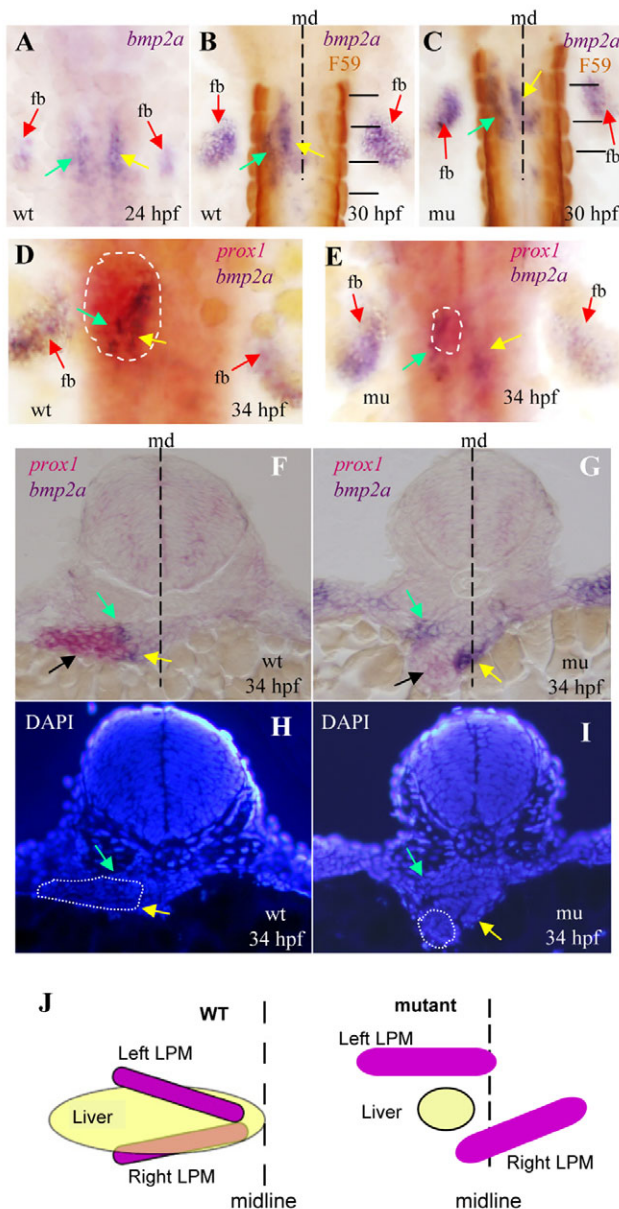 md
A
bmp2a
fb
fb
wt
24 hpf
B
bmp2a
F59
fb
fb
wt
30 hpf
C
bmp2a
F59
fb
fb
mu
30 hpf
D
prox1
bmp2a
fb
fb
wt
34 hpf
E
prox1
bmp2a
fb
fb
mu
34 hpf
md
prox1
bmp2a
F
wt
34 hpf
prox1
bmp2a
G
mu
34 hpf
DAPI
H
wt
34 hpf
DAPI
I
mu
34 hpf
J
WT
Left LPM
Liver
Right LPM
midline
mutant
Left LPM
Liver
Right LPM
midline